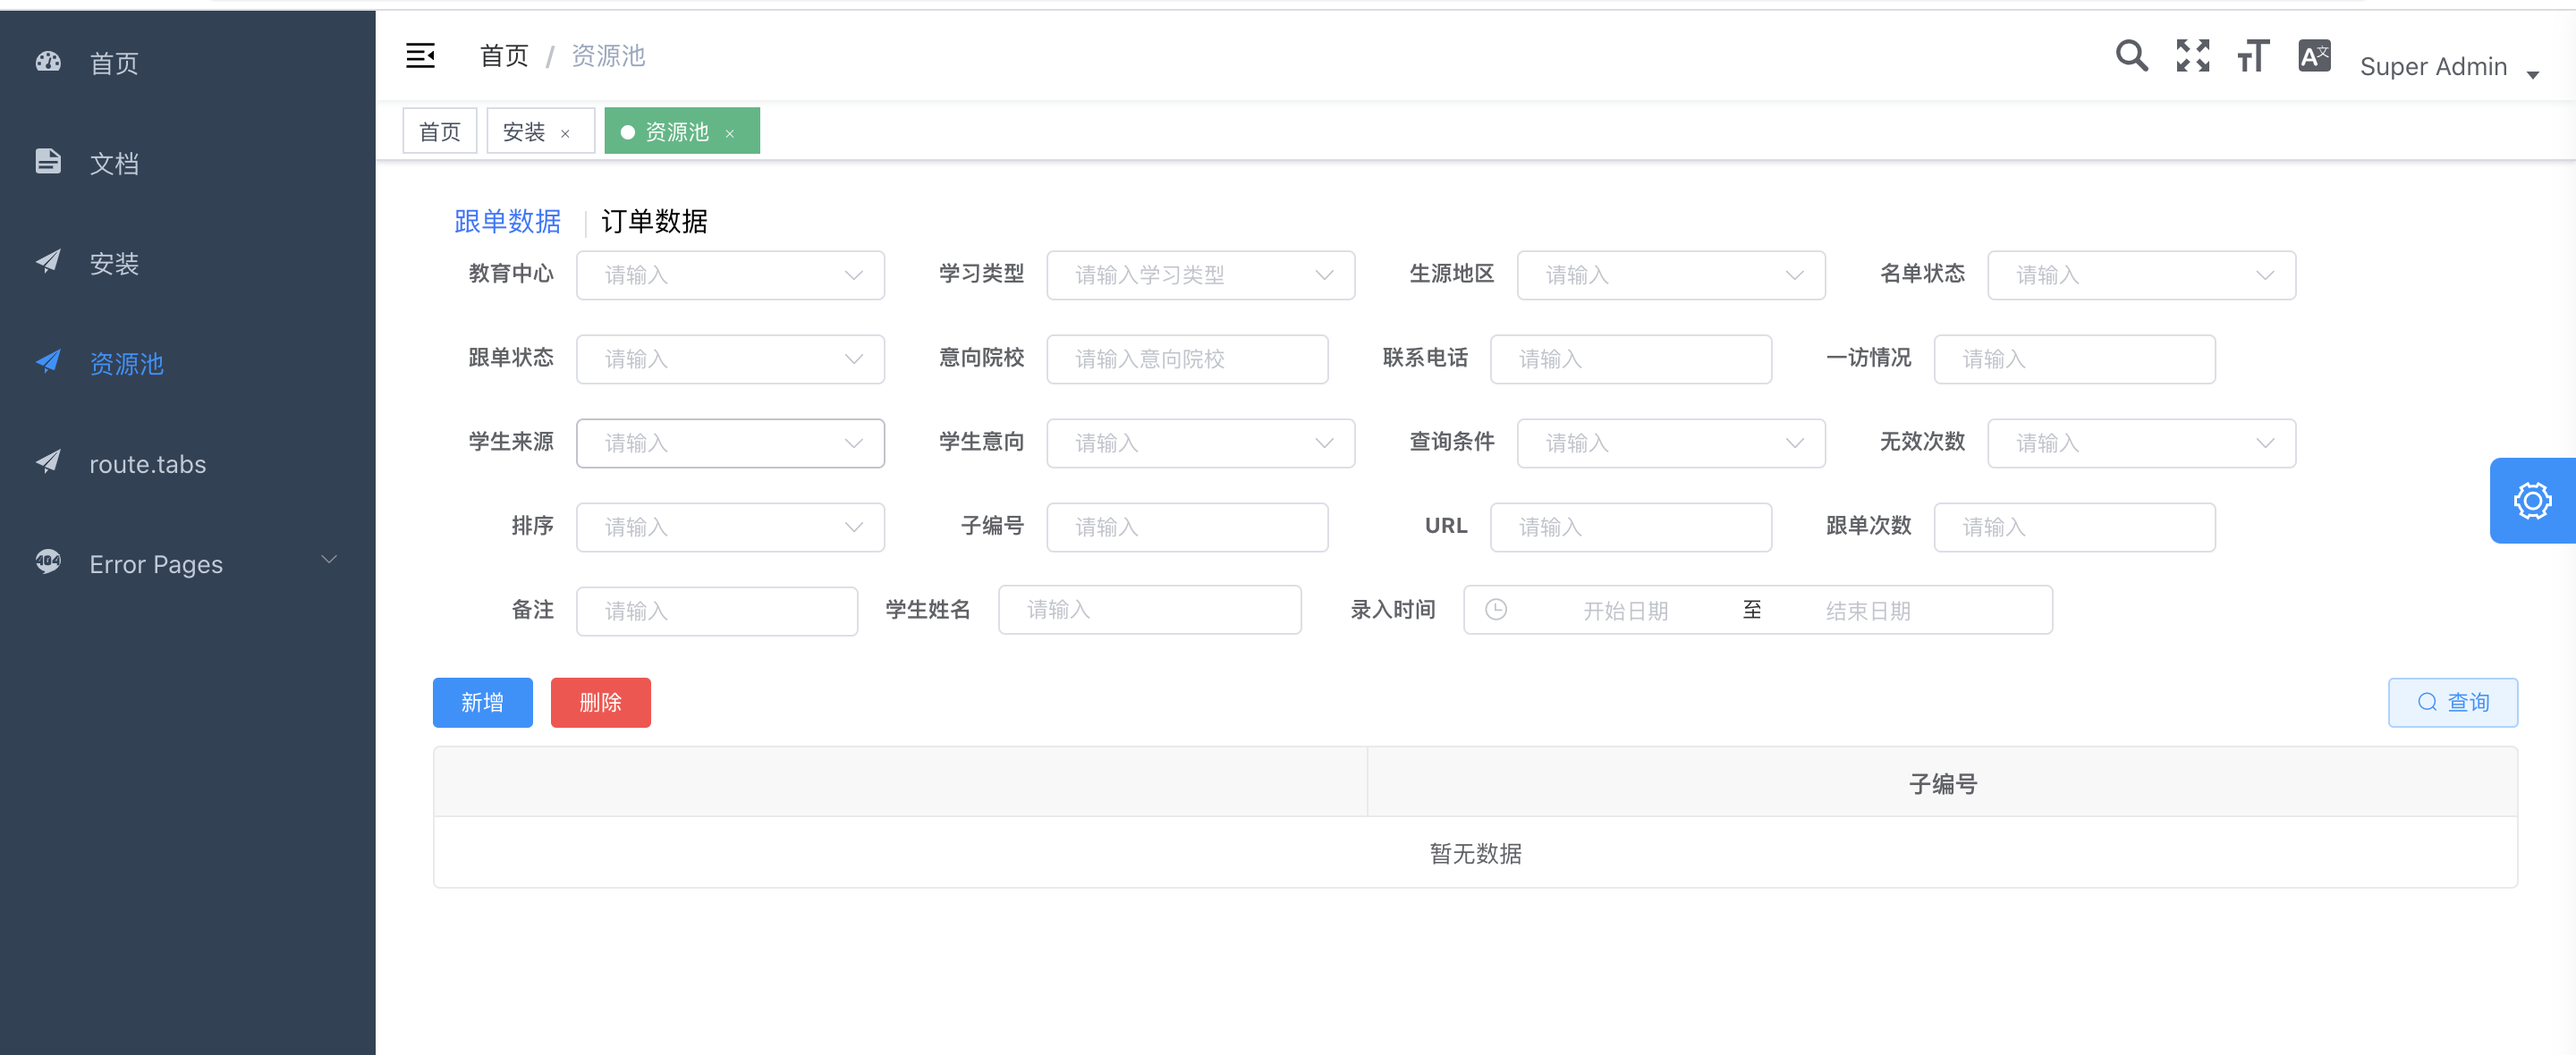 首页
文档
安装
资源池
route.tabs
404 Error Pages
首页 / 资源池
A文 Super Admin
首页 安装 × 资源池 ×
跟单数据 订单数据
教育中心 请输入 学习类型 请输入学习类型 生源地区 请输入 名单状态 请输入
跟单状态 请输入 意向院校 请输入意向院校 联系电话 请输入 一访情况 请输入
学生来源 请输入 学生意向 请输入 查询条件 请输入 无效次数 请输入
排序 请输入 子编号 请输入 URL 请输入 跟单次数 请输入
备注 请输入 学生姓名 请输入 录入时间 开始日期 至 结束日期
新增 删除 查询
子编号
暂无数据